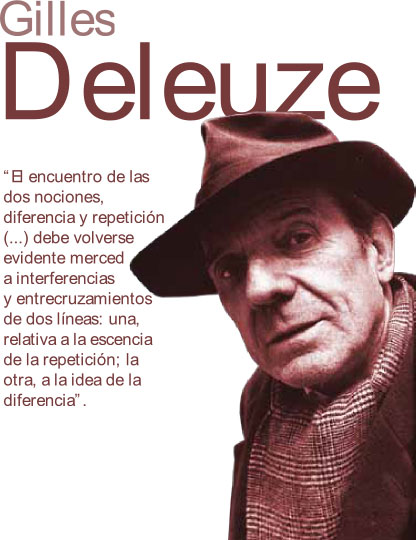 Gilles
Deleuze
“El encuentro de las
dos nociones,
diferencia y repetición
(...) debe volverse
evidente merced
a interferencias
y entrecruzamientos
de dos líneas: una,
relativa a la escencia
de la repetición; la
otra, a la idea de la
diferencia”.